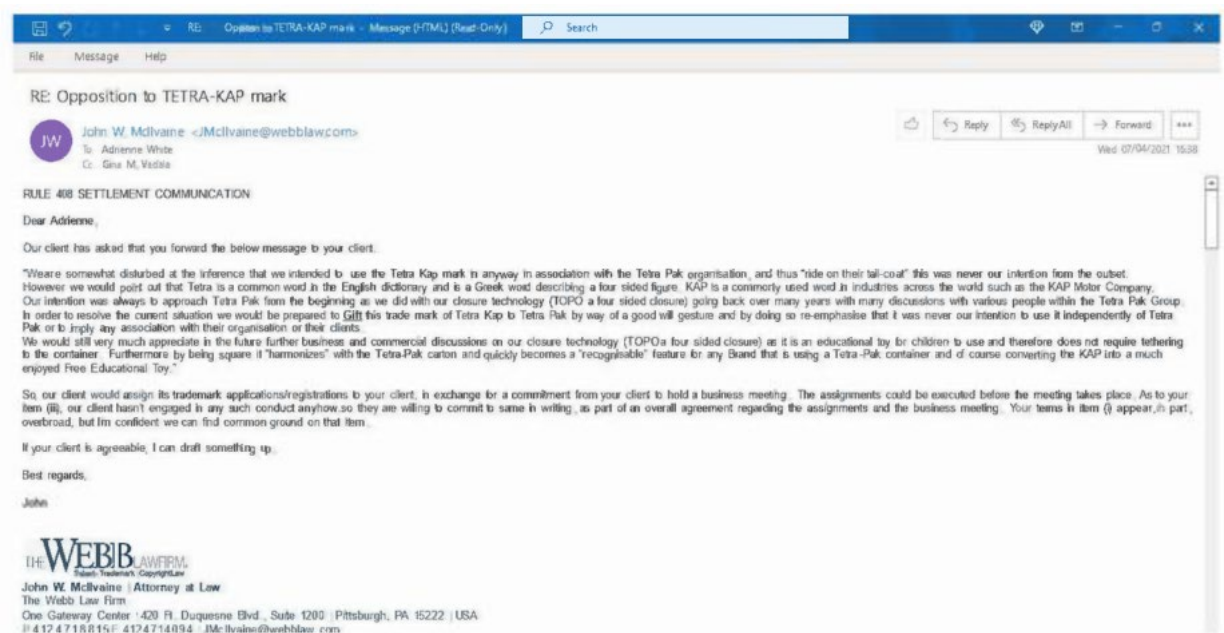 RE: Oppsiten to TETRA-KAP mark - Message (HTML) (Read-Only)
Search
File Message Help
RE: Opposition to TETRA-KAP mark
JW
John W. McIlvaine <JMcIlvaine@webblaw.com>
To Adrienne White
Cc Gina M. Vadala
Reply Reply All Forward
Wed 07/04/2021 16:38
RULE 408 SETTLEMENT COMMUNICATION
Dear Adrienne,
Our client has asked that you forward the below message to your client.
"We are somewhat disturbed at the inference that we intended to use the Tetra Kap mark in anyway in association with the Tetra Pak organisation, and thus "ride on their tail-coat" this was never our intention from the outset.
However we would point out that Tetra is a common word in the English dictionary and is a Greek word describing a four sided figure. KAP is a commonly used word in industries across the world such as the KAP Motor Company.
Our intention was always to approach Tetra Pak from the beginning as we did with our closure technology (TOPO a four sided closure) going back over many years with many discussions with various people within the Tetra Pak Group.
In order to resolve the current situation we would be prepared to Gift this trade mark of Tetra Kap to Tetra Pak by way of a good will gesture and by doing so re-emphasise that it was never our intention to use it independently of Tetra
Pak or to imply any association with their organisation or their clients.
We would still very much appreciate in the future further business and commercial discussions on our closure technology (TOPO a four sided closure) as it is an educational toy for children to use and therefore does not require tethering
to the container. Furthermore by being square it "harmonizes" with the Tetra-Pak carton and quickly becomes a "recognisable" feature for any Brand that is using a Tetra-Pak container and of course converting the KAP into a much
enjoyed Free Educational Toy."
So, our client would assign its trademark applications/registrations to your client, in exchange for a commitment from your client to hold a business meeting. The assignments could be executed before the meeting takes place. As to your
item (iii), our client hasn't engaged in any such conduct anyhow so they are willing to commit to same in writing, as part of an overall agreement regarding the assignments and the business meeting. Your terms in item (i) appear, in part,
overbroad, but I'm confident we can find common ground on that item.
If your client is agreeable, I can draft something up.
Best regards,
John
THE WEBB LAW FIRM
Patent Trademark Copyright Law
John W. McIlvaine | Attorney at Law
The Webb Law Firm
One Gateway Center | 420 Ft. Duquesne Blvd., Suite 1200 | Pittsburgh, PA 15222 | USA
P 412 471 8815 F 412 471 4094 | JMcIlvaine@webblaw.com